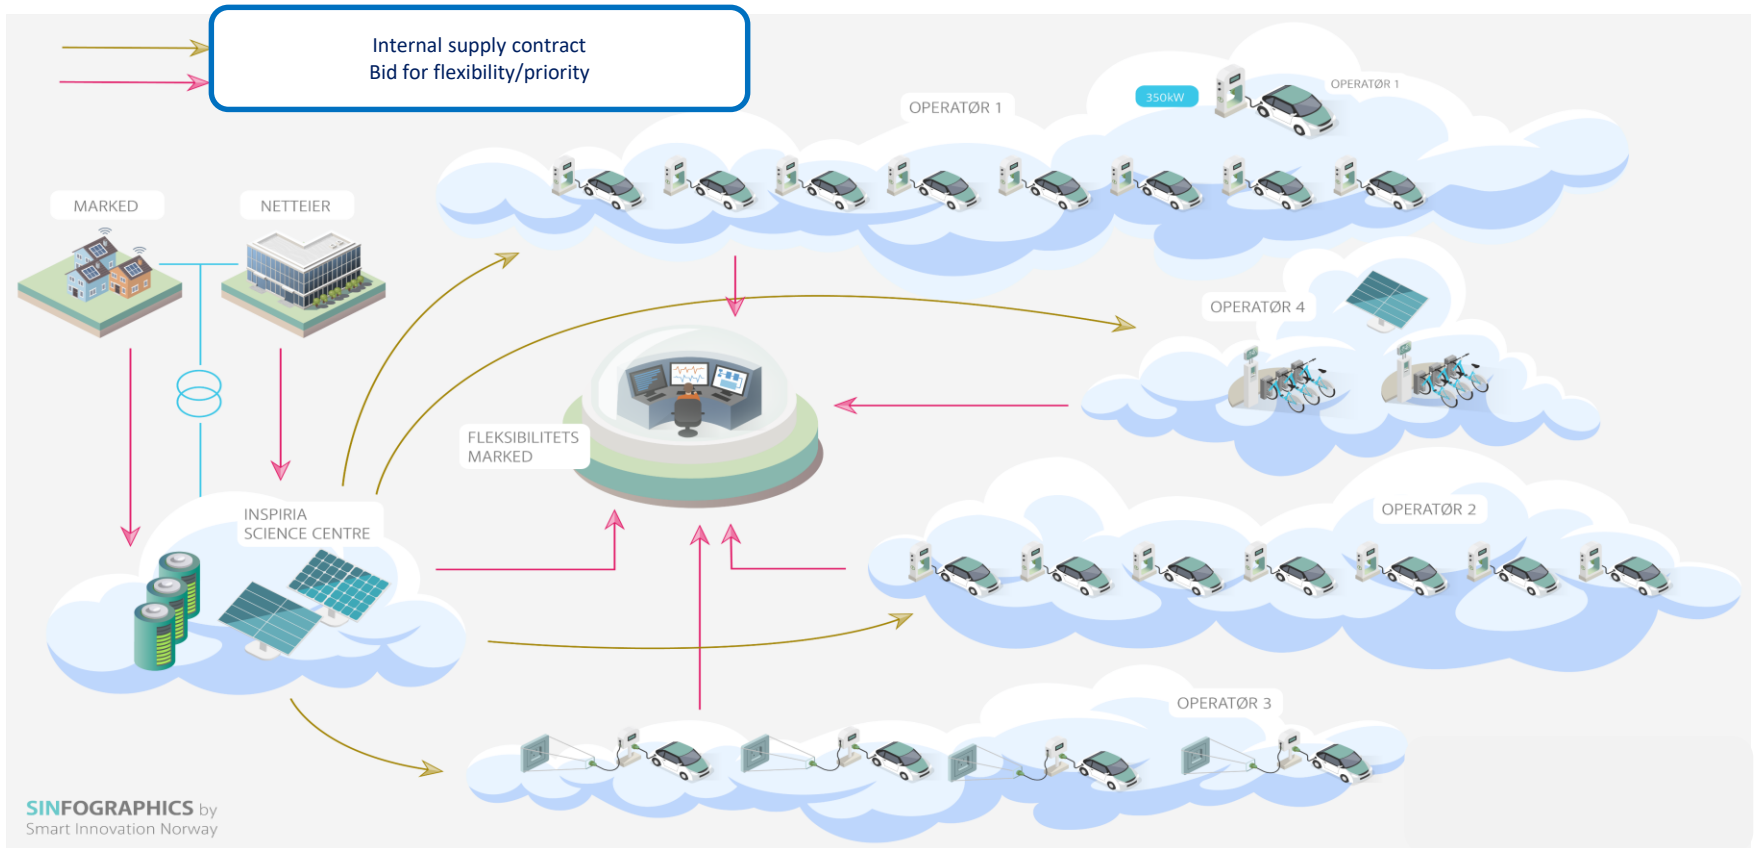 Internal supply contract
Bid for flexibility/priority
OPERATØR 1
350kW
OPERATØR 1
MARKED
NETTEIER
OPERATØR 4
FLEKSIBILITETS
MARKED
INSPIRIA
SCIENCE CENTRE
OPERATØR 2
OPERATØR 3
SINFOGRAPHICS by
Smart Innovation Norway